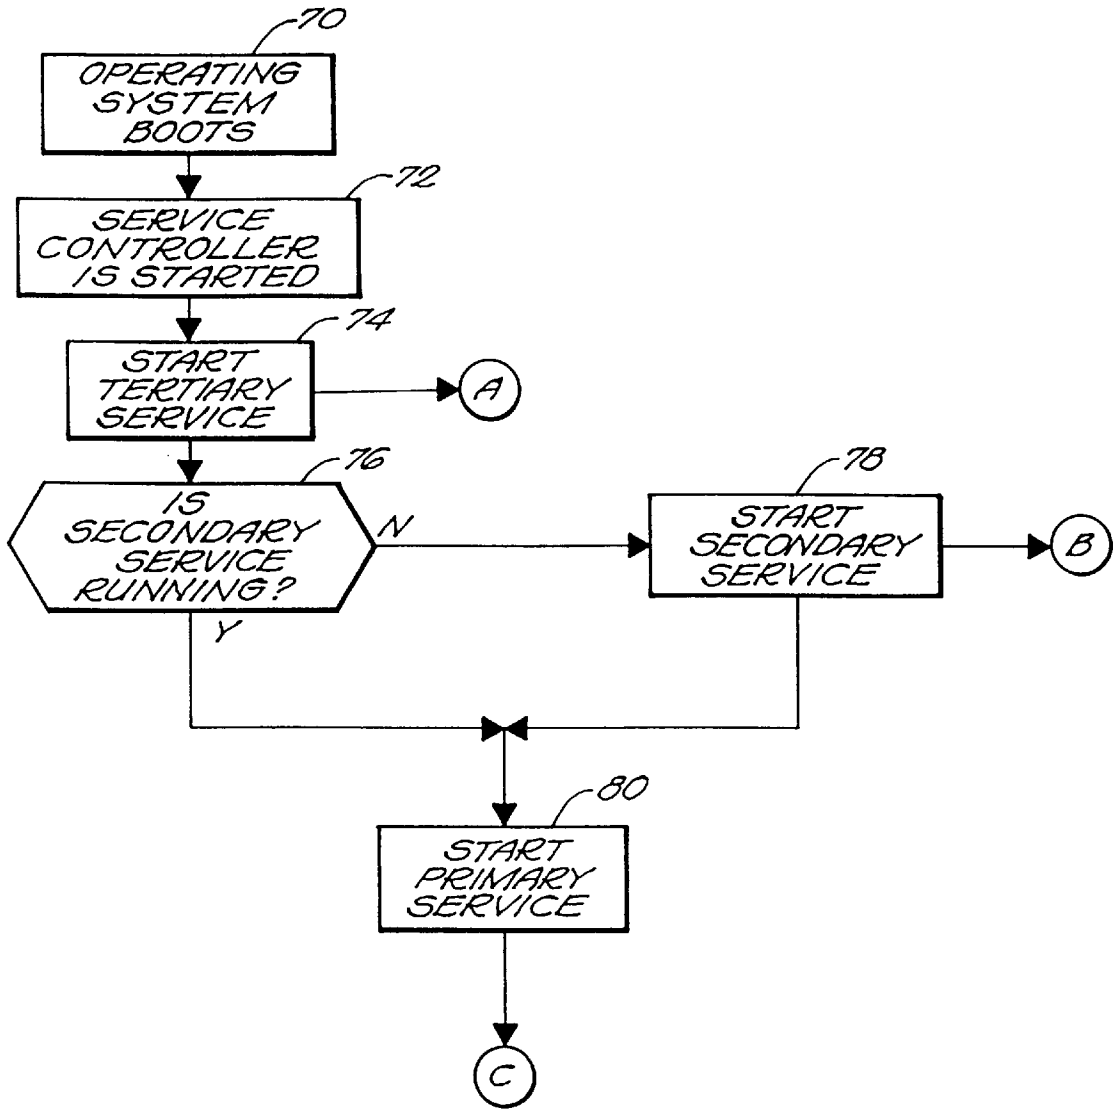 70
OPERATING
SYSTEM
BOOTS
72
SERVICE
CONTROLLER
IS STARTED
74
START
TERTIARY
SERVICE
A
76
IS
SECONDARY
SERVICE
RUNNING?
N
Y
78
START
SECONDARY
SERVICE
B
80
START
PRIMARY
SERVICE
C